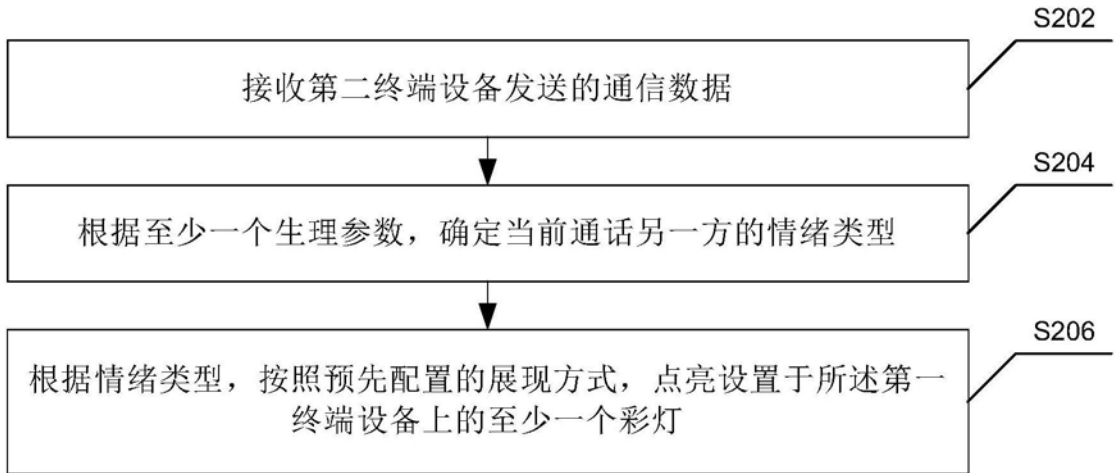 S202
接收第二终端设备发送的通信数据
S204
根据至少一个生理参数，确定当前通话另一方的情绪类型
S206
根据情绪类型，按照预先配置的展现方式，点亮设置于所述第一
终端设备上的至少一个彩灯